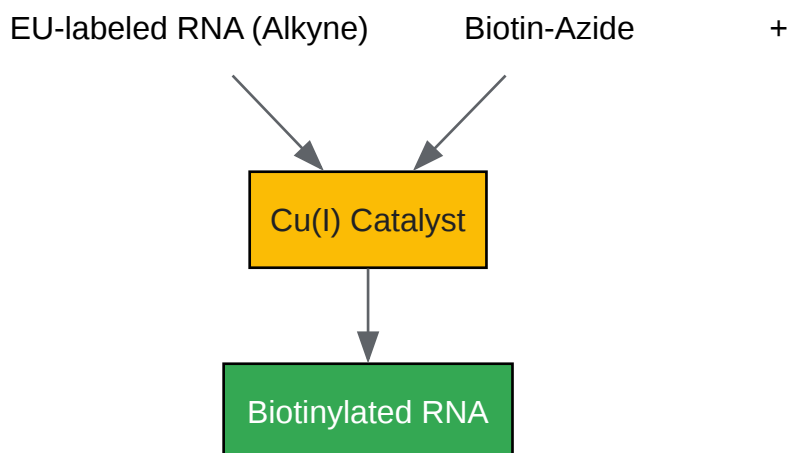 EU-labeled RNA (Alkyne) Biotin-Azide +
Cu(I) Catalyst
Biotinylated RNA